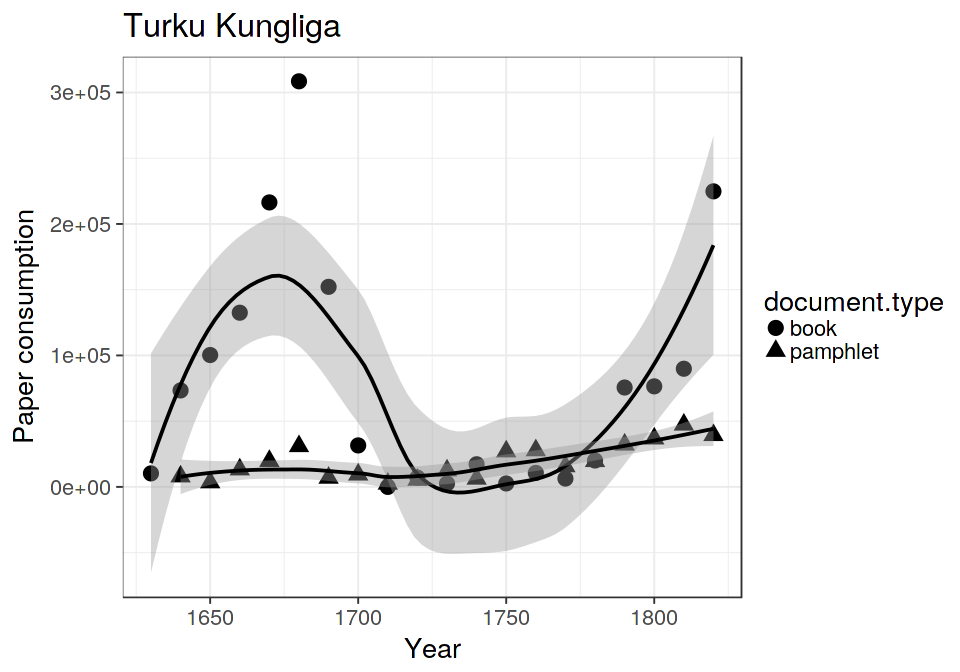 Turku Kungliga
3e+05
2e+05
1e+05
0e+00
Paper consumption
1650 1700 1750 1800
Year
document.type
book
pamphlet